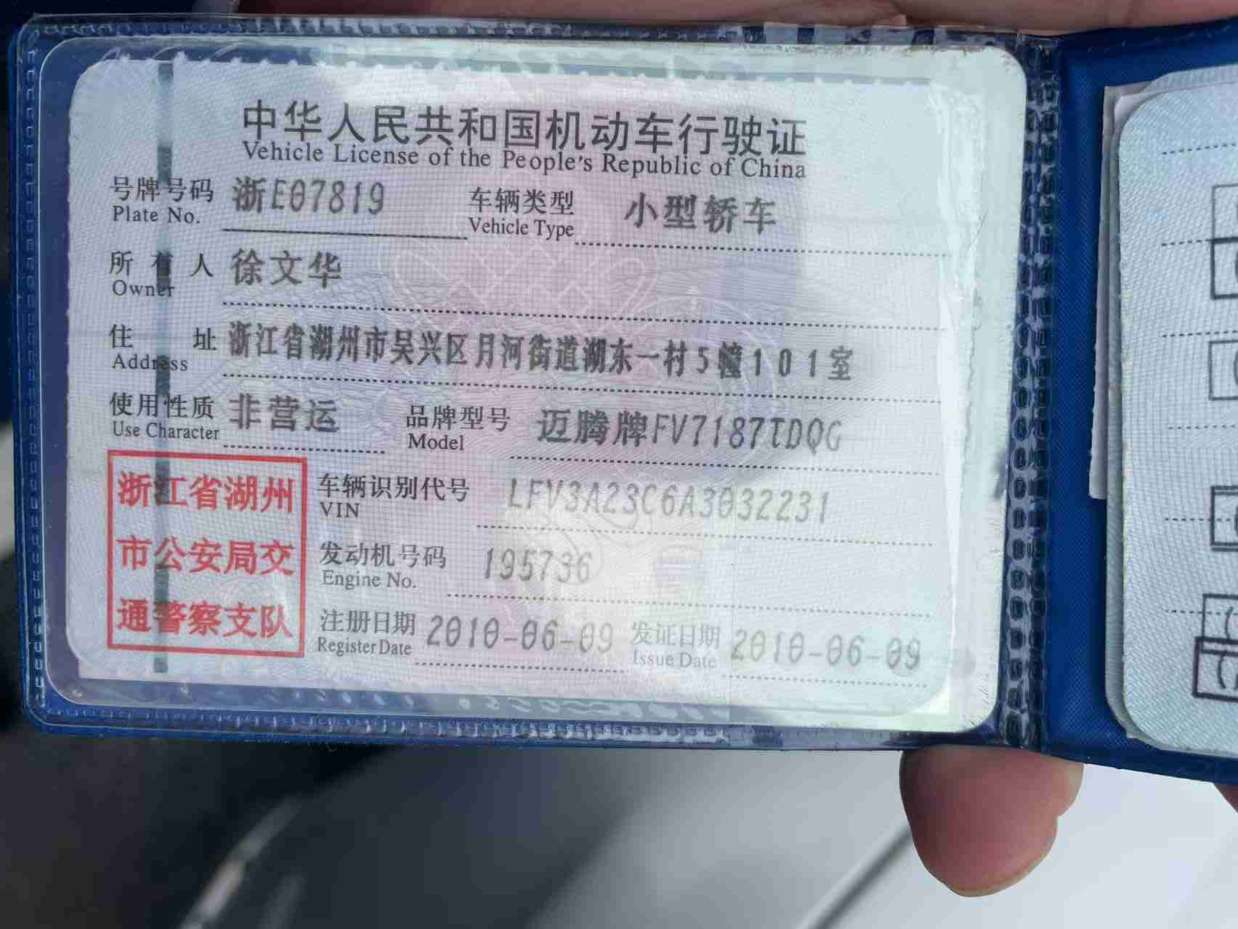 中华人民共和国机动车行驶证
Vehicle License of the People's Republic of China
号牌号码 浙E07819 车辆类型 小型轿车
Plate No. Vehicle Type
所有人 徐文华
Owner
住址 浙江省湖州市吴兴区月河街道湖东一村5幢101室
Address
使用性质 非营运 品牌型号 迈腾牌FV7187TDQG
Use Character Model
浙江省湖州
市公安局交
通警察支队
车辆识别代号 LFV3A23C6A3032231
VIN
发动机号码 195736
Engine No.
注册日期 2010-06-09 发证日期 2010-06-09
Register Date Issue Date